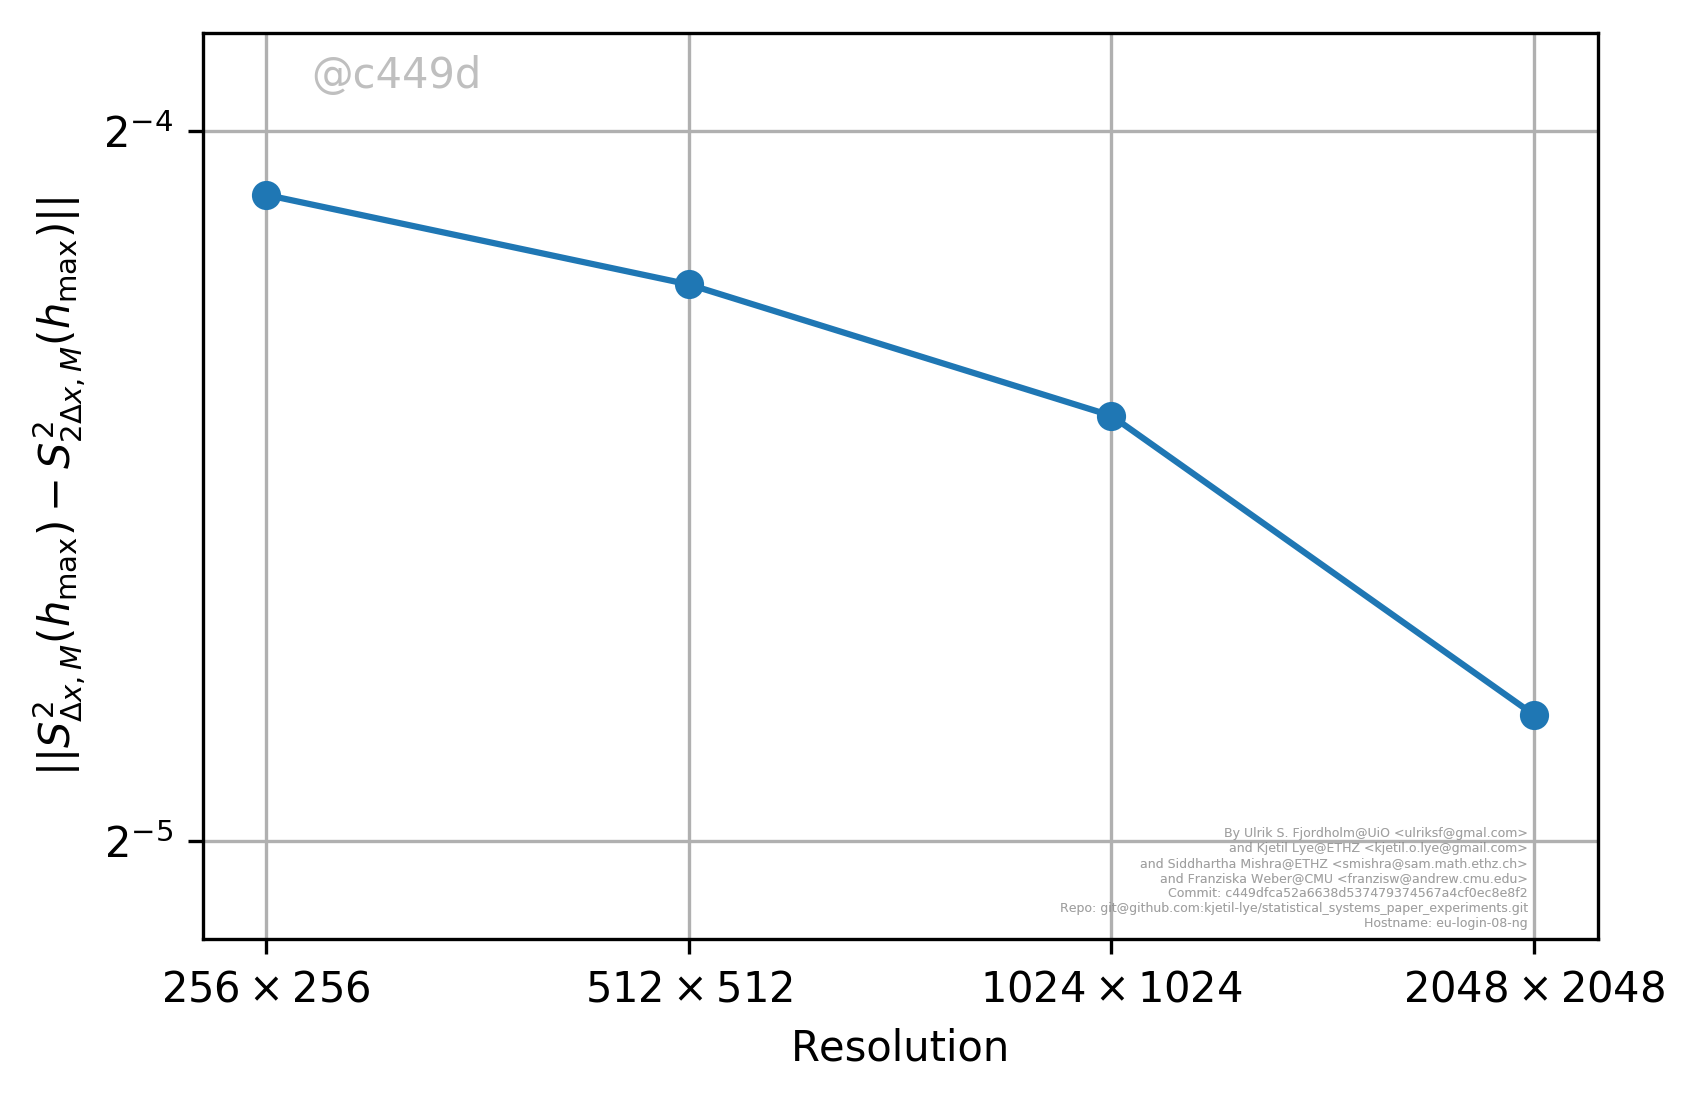 @c449d
2⁻⁴
2⁻⁵
||S²_{Δx, M}(h_max) − S²_{2Δx, M}(h_max)||
By Ulrik S. Fjordholm@UiO <ulriksf@gmal.com>
and Kjetil Lye@ETHZ <kjetil.o.lye@gmail.com>
and Siddhartha Mishra@ETHZ <smishra@sam.math.ethz.ch>
and Franziska Weber@CMU <franzisw@andrew.cmu.edu>
Commit: c449dfca52a6638d537479374567a4cf0ec8e8f2
Repo: git@github.com:kjetil-lye/statistical_systems_paper_experiments.git
Hostname: eu-login-08-ng
256 × 256 512 × 512 1024 × 1024 2048 × 2048
Resolution